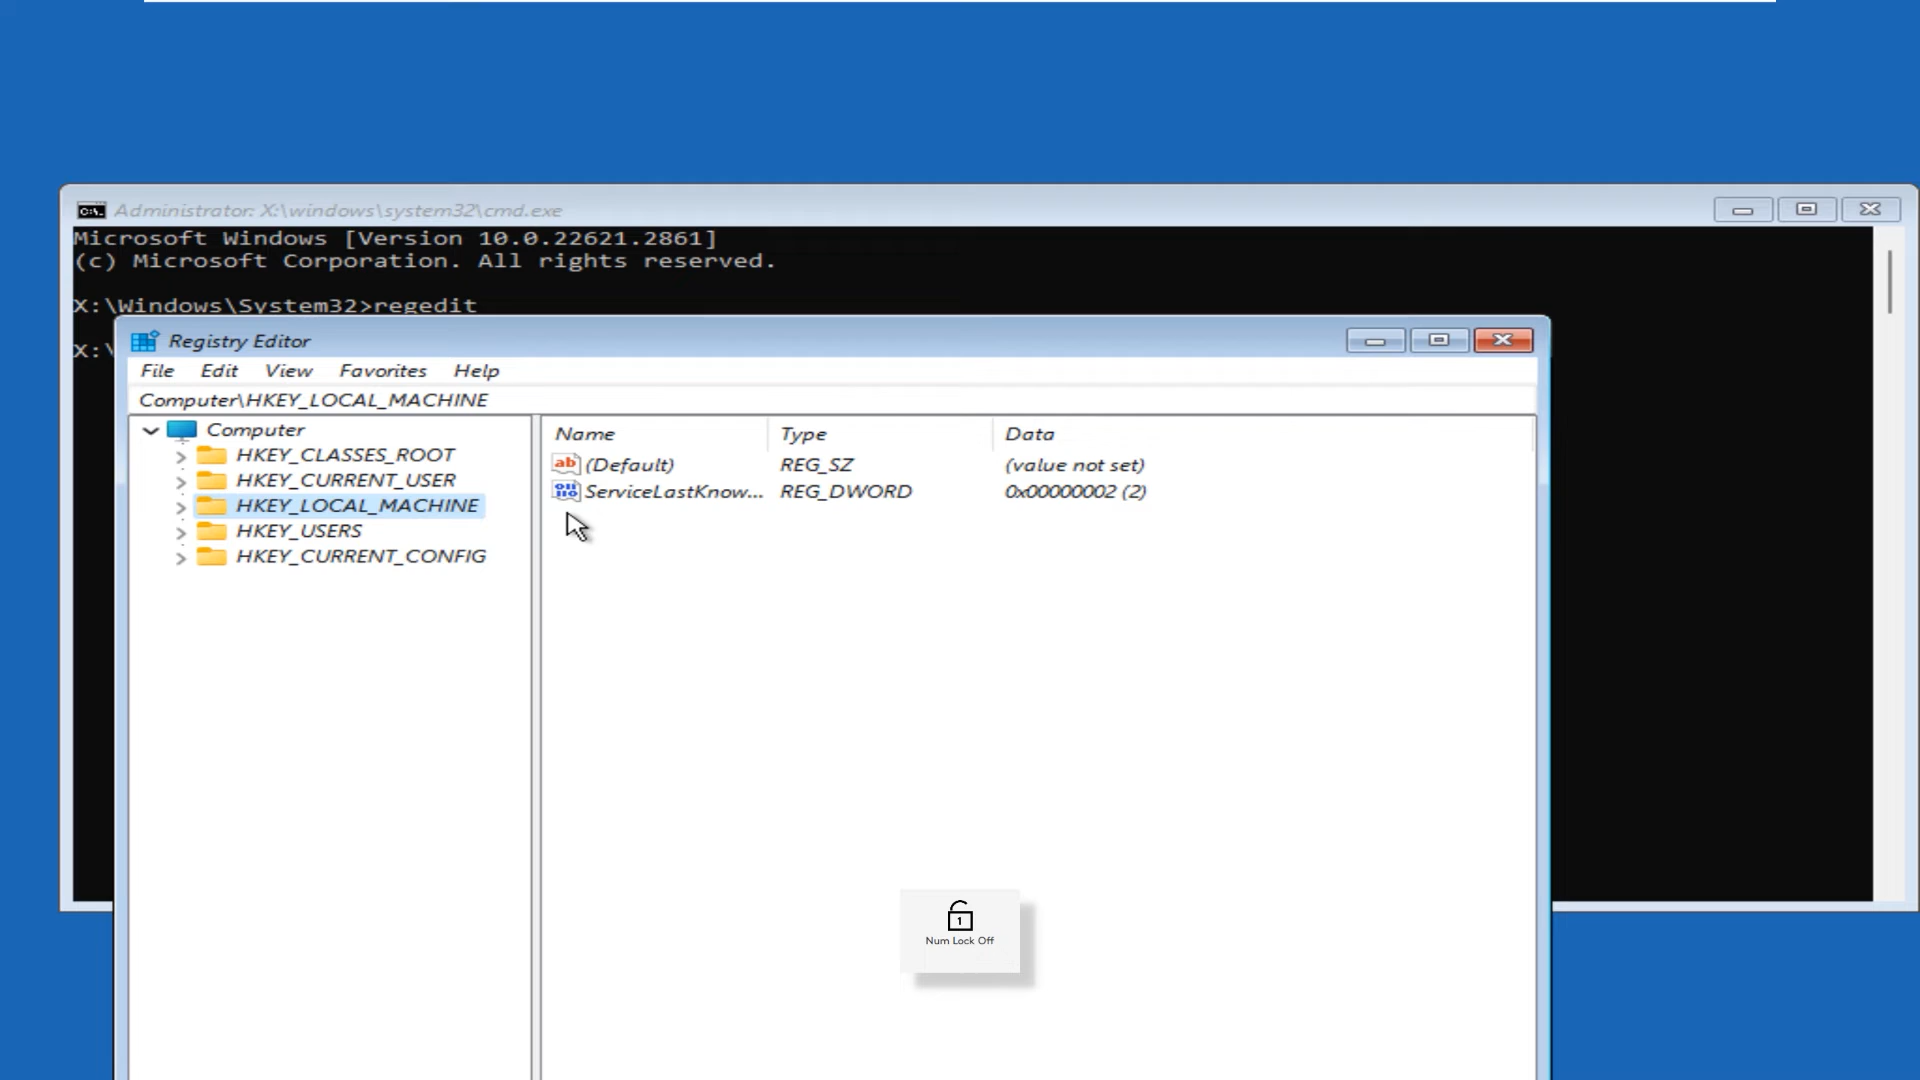 Administrator: X:\windows\system32\cmd.exe
Microsoft Windows [Version 10.0.22621.2861]
(c) Microsoft Corporation. All rights reserved.
X:\Windows\System32>regedit
X:\
Registry Editor
File Edit View Favorites Help
Computer\HKEY_LOCAL_MACHINE
Computer
HKEY_CLASSES_ROOT
HKEY_CURRENT_USER
HKEY_LOCAL_MACHINE
HKEY_USERS
HKEY_CURRENT_CONFIG
Name Type Data
(Default) REG_SZ (value not set)
ServiceLastKnow... REG_DWORD 0x00000002 (2)
1
Num Lock Off